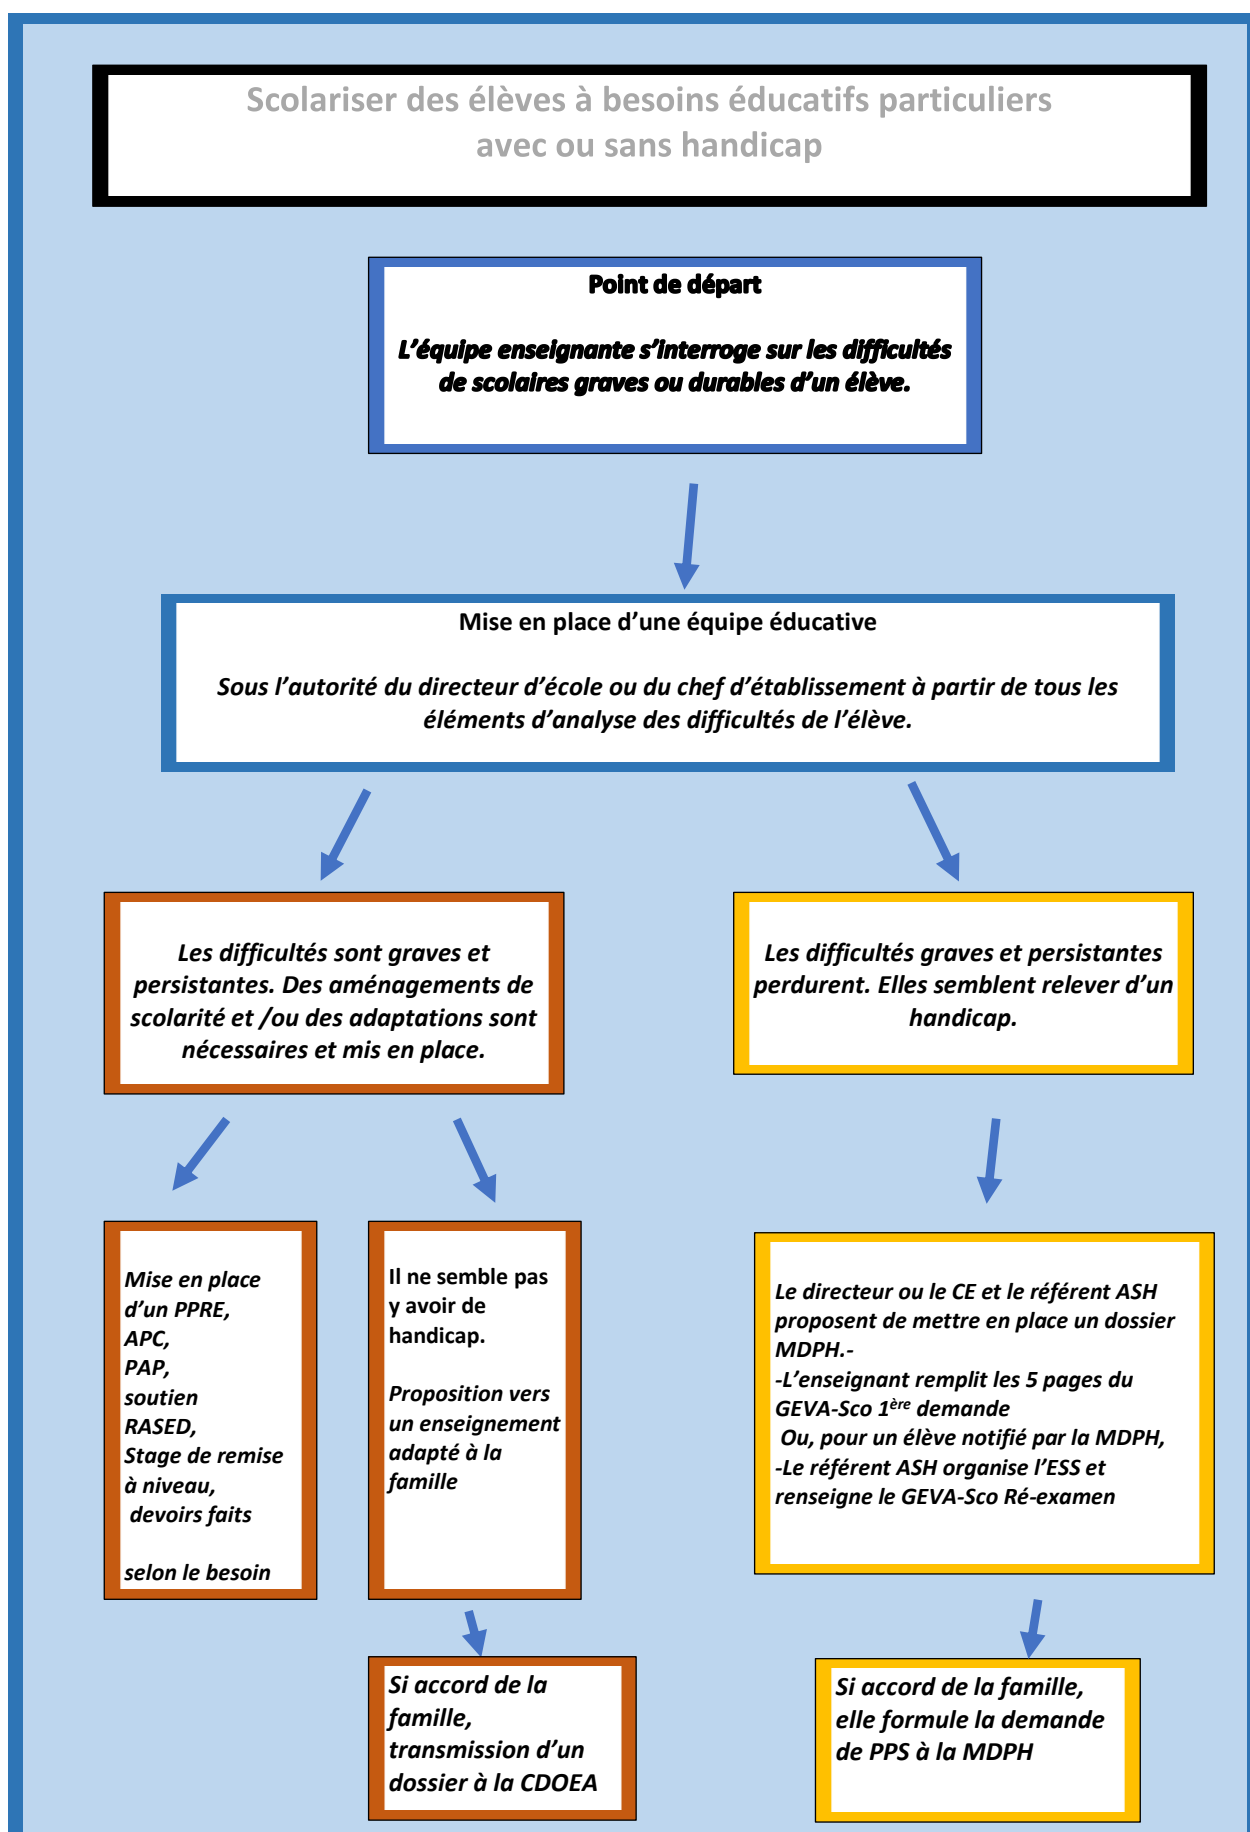 Scolariser des élèves à besoins éducatifs particuliers
avec ou sans handicap
Point de départ
L’équipe enseignante s’interroge sur les difficultés
de scolaires graves ou durables d’un élève.
Mise en place d’une équipe éducative
Sous l’autorité du directeur d’école ou du chef d’établissement à partir de tous les
éléments d’analyse des difficultés de l’élève.
Les difficultés sont graves et
persistantes. Des aménagements de
scolarité et /ou des adaptations sont
nécessaires et mis en place.
Les difficultés graves et persistantes
perdurent. Elles semblent relever d’un
handicap.
Mise en place
d’un PPRE,
APC,
PAP,
soutien
RASED,
Stage de remise
à niveau,
devoirs faits
selon le besoin
Il ne semble pas
y avoir de
handicap.
Proposition vers
un enseignement
adapté à la
famille
Le directeur ou le CE et le référent ASH
proposent de mettre en place un dossier
MDPH.-
-L’enseignant remplit les 5 pages du
GEVA-Sco 1ère demande
Ou, pour un élève notifié par la MDPH,
-Le référent ASH organise l’ESS et
renseigne le GEVA-Sco Ré-examen
Si accord de la
famille,
transmission d’un
dossier à la CDOEA
Si accord de la famille,
elle formule la demande
de PPS à la MDPH